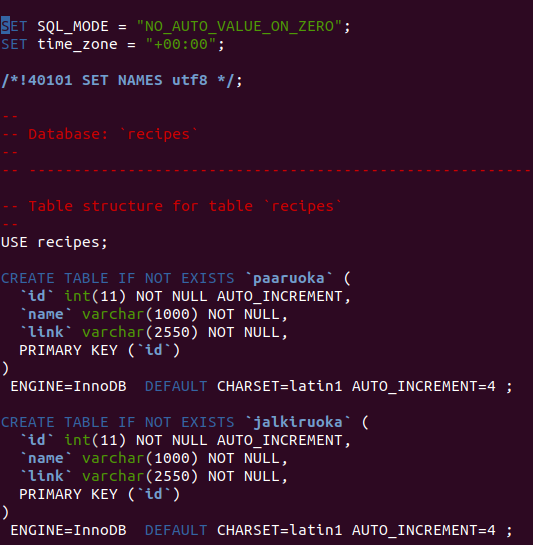 SET SQL_MODE = "NO_AUTO_VALUE_ON_ZERO";
SET time_zone = "+00:00";
/*!40101 SET NAMES utf8 */;
--
-- Database: `recipes`
--
-- --------------------------------------------------------
-- Table structure for table `recipes`
--
USE recipes;
CREATE TABLE IF NOT EXISTS `paaruoka` (
  `id` int(11) NOT NULL AUTO_INCREMENT,
  `name` varchar(1000) NOT NULL,
  `link` varchar(2550) NOT NULL,
  PRIMARY KEY (`id`)
)
 ENGINE=InnoDB  DEFAULT CHARSET=latin1 AUTO_INCREMENT=4 ;
CREATE TABLE IF NOT EXISTS `jalkiruoka` (
  `id` int(11) NOT NULL AUTO_INCREMENT,
  `name` varchar(1000) NOT NULL,
  `link` varchar(2550) NOT NULL,
  PRIMARY KEY (`id`)
)
 ENGINE=InnoDB  DEFAULT CHARSET=latin1 AUTO_INCREMENT=4 ;